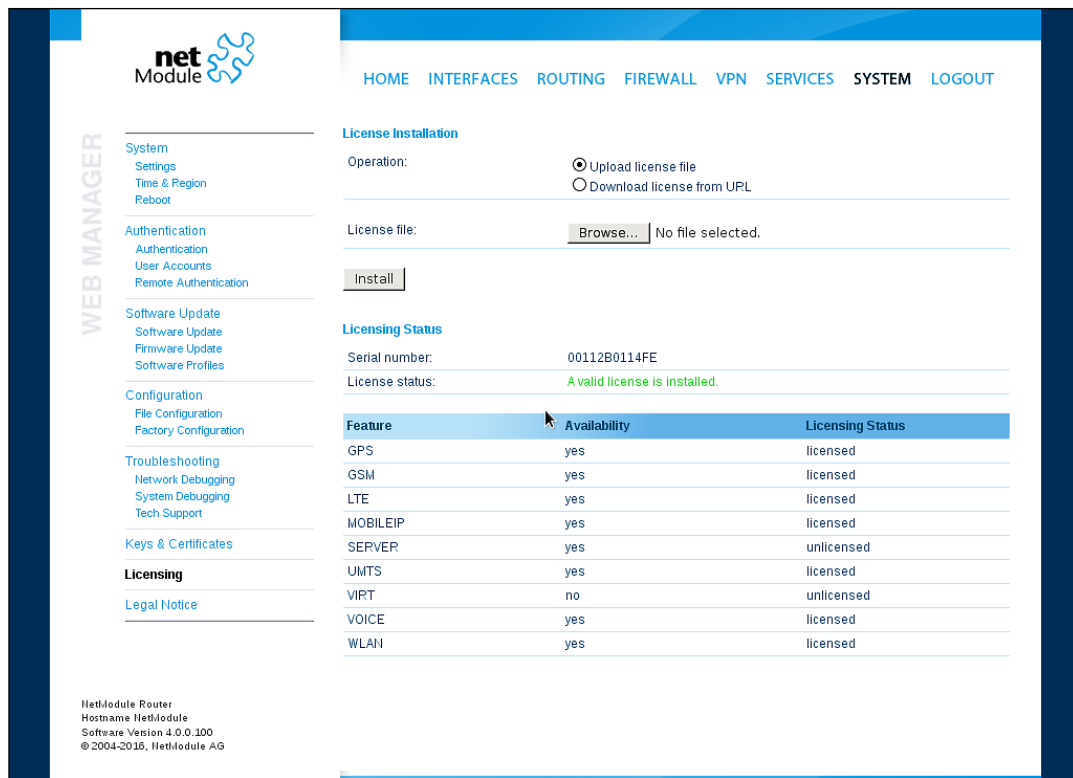 net
Module
HOME INTERFACES ROUTING FIREWALL VPN SERVICES SYSTEM LOGOUT
WEB MANAGER
System
Settings
Time & Region
Reboot
Authentication
Authentication
User Accounts
Remote Authentication
Software Update
Software Update
Firmware Update
Software Profiles
Configuration
File Configuration
Factory Configuration
Troubleshooting
Network Debugging
System Debugging
Tech Support
Keys & Certificates
Licensing
Legal Notice
License Installation
Operation:
Upload license file
Download license from URL
License file: Browse... No file selected.
Install
Licensing Status
Serial number: 00112B0114FE
License status: A valid license is installed.
Feature Availability Licensing Status
GPS yes licensed
GSM yes licensed
LTE yes licensed
MOBILEIP yes licensed
SERVER yes unlicensed
UMTS yes licensed
VIRT no unlicensed
VOICE yes licensed
WLAN yes licensed
NetModule Router
Hostname NetModule
Software Version 4.0.0.100
© 2004-2016, NetModule AG